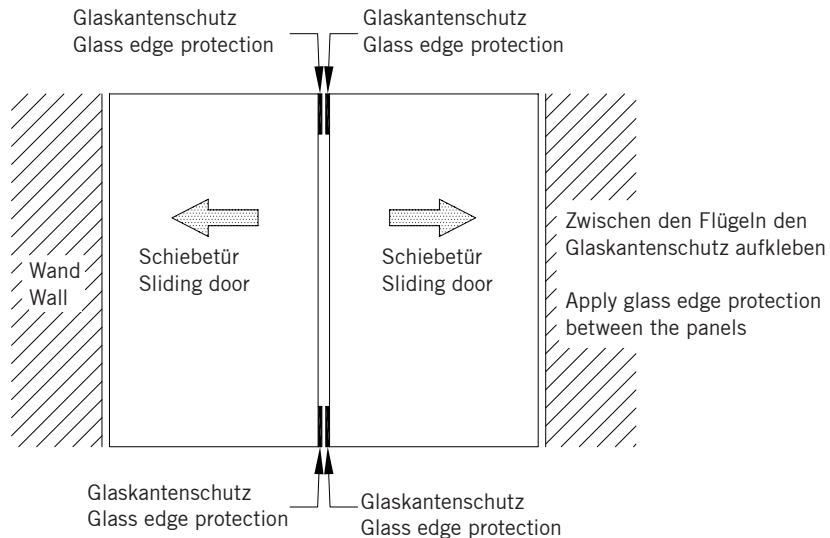 Glaskantenschutz
Glass edge protection
Glaskantenschutz
Glass edge protection
Wand
Wall
Schiebetür
Sliding door
Schiebetür
Sliding door
Zwischen den Flügeln den
Glaskantenschutz aufkleben
Apply glass edge protection
between the panels
Glaskantenschutz
Glass edge protection
Glaskantenschutz
Glass edge protection